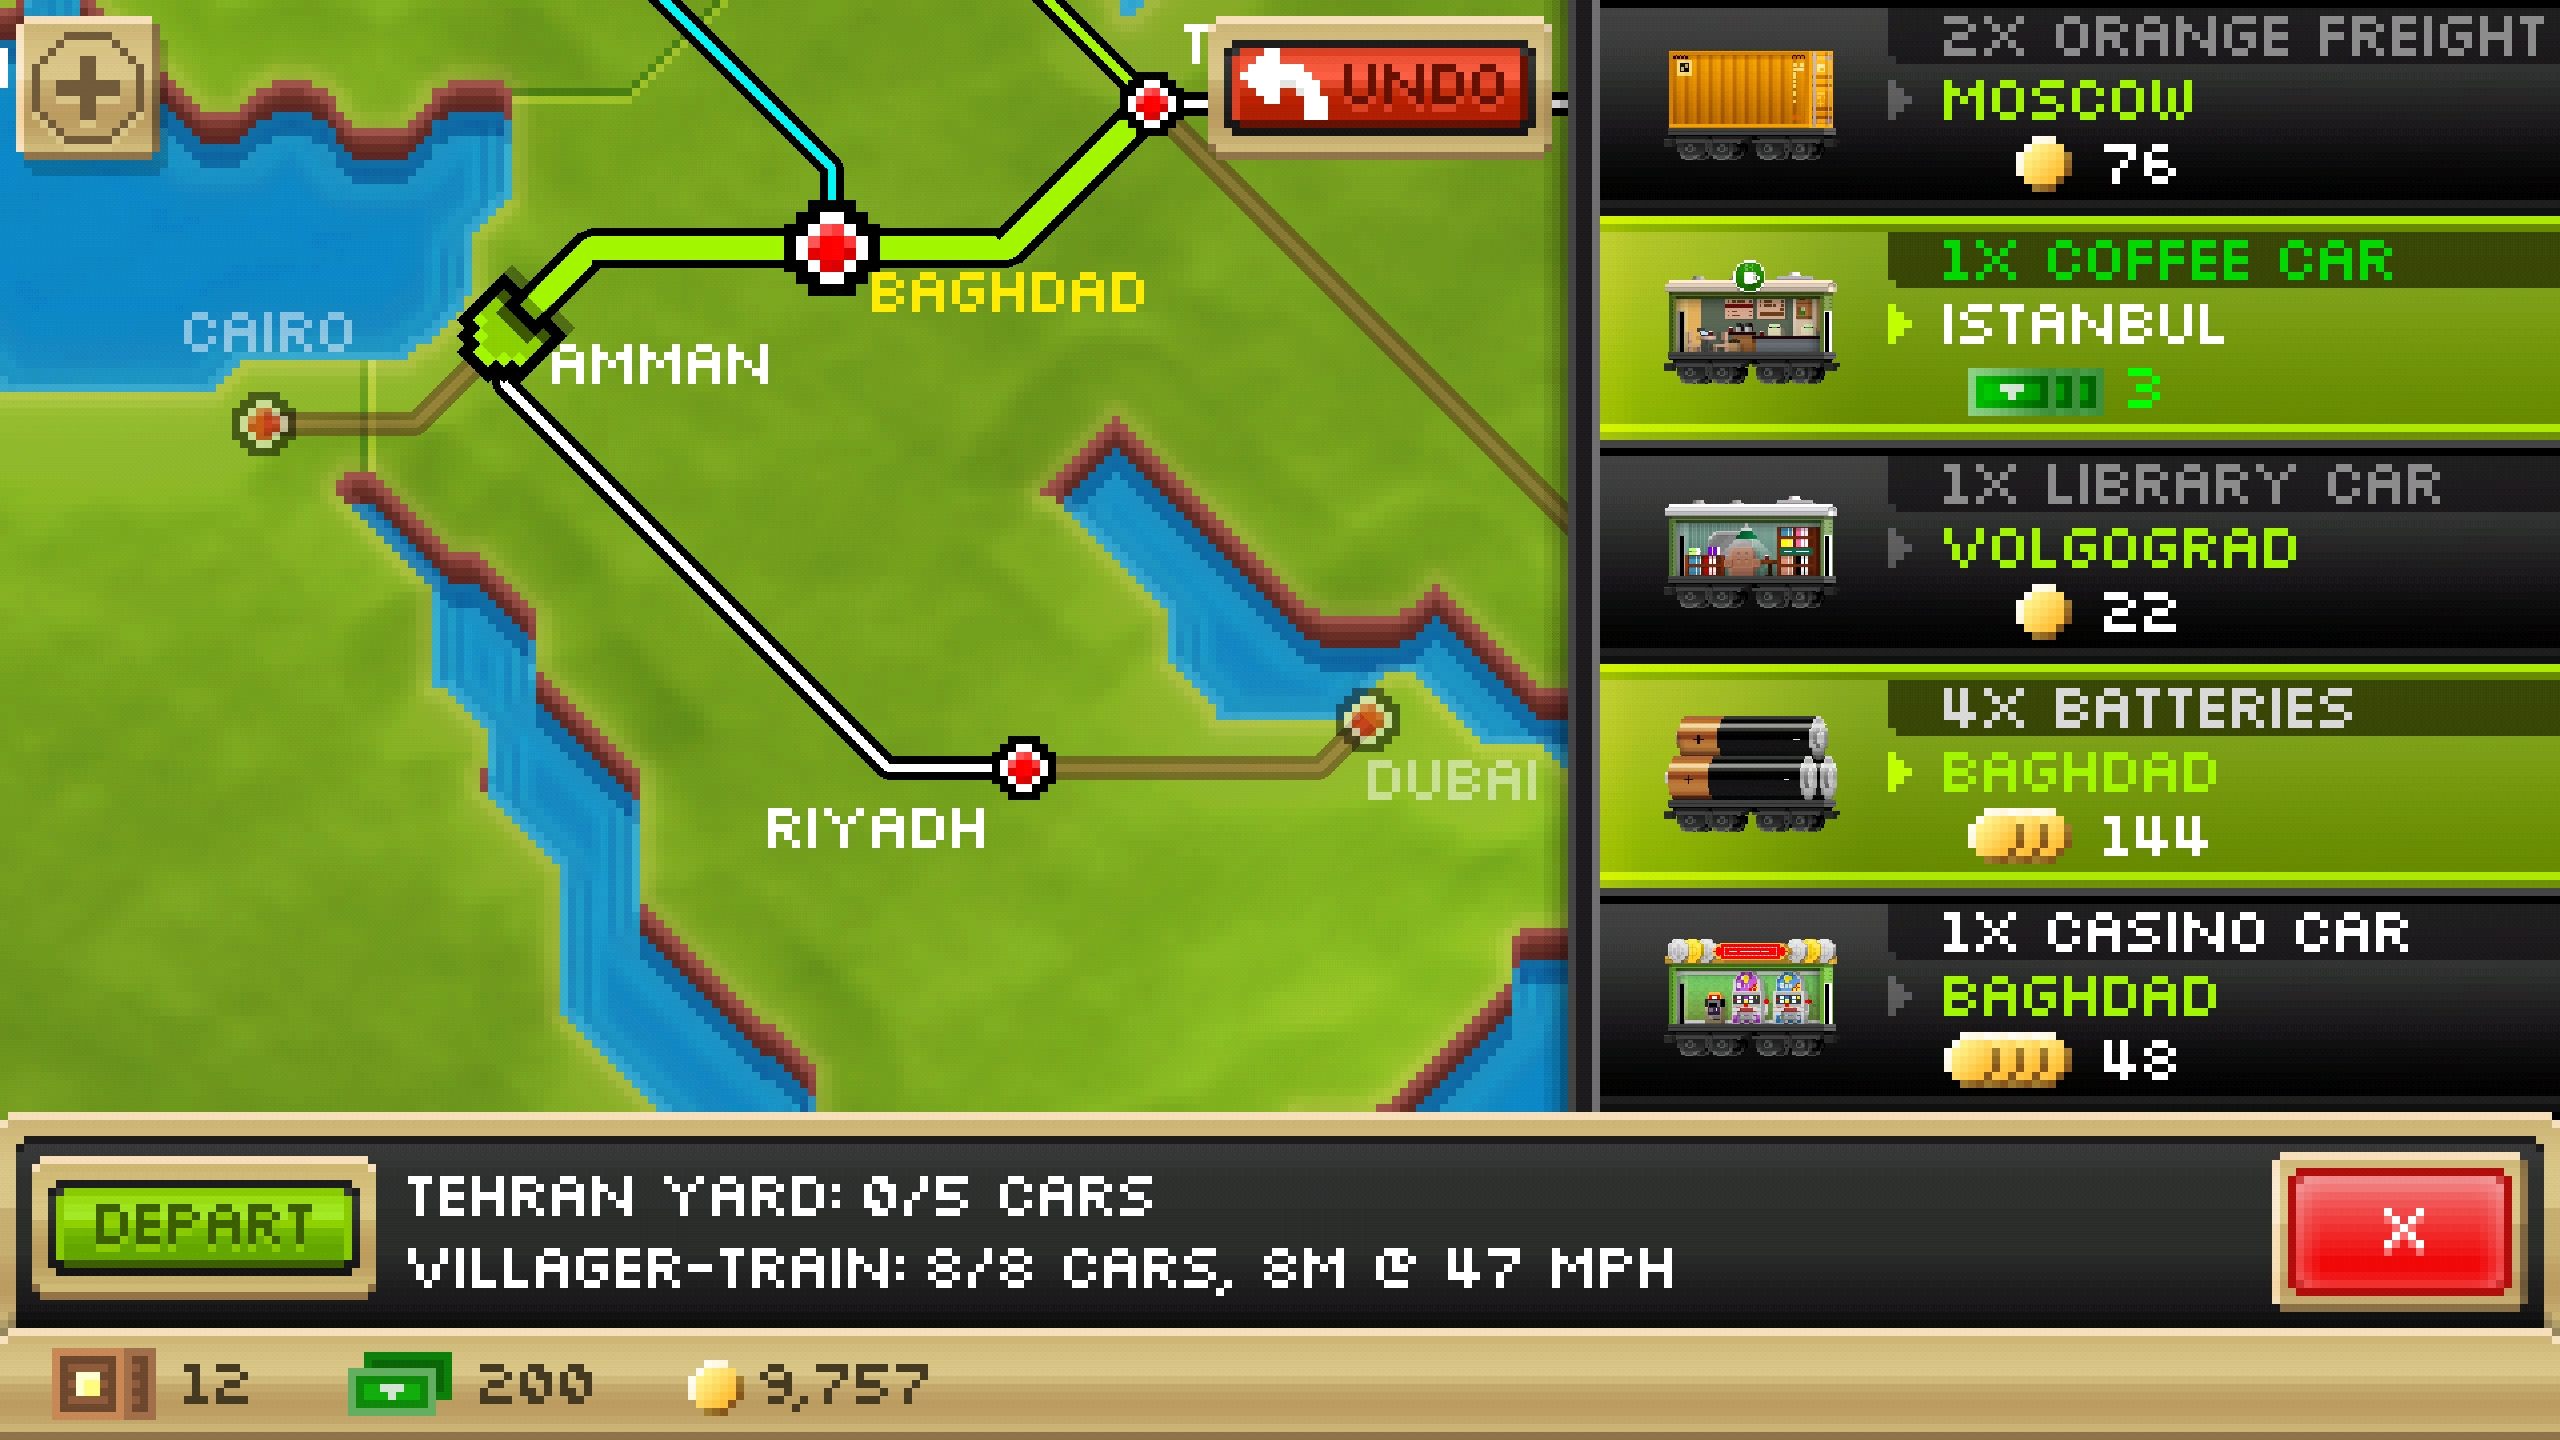 T
UNDO
CAIRO
AMMAN
BAGHDAD
RIYADH
DUBAI
2X ORANGE FREIGHT
MOSCOW
76
1X COFFEE CAR
ISTANBUL
3
1X LIBRARY CAR
VOLGOGRAD
22
4X BATTERIES
BAGHDAD
144
1X CASINO CAR
BAGHDAD
48
DEPART
TEHRAN YARD: 0/5 CARS
VILLAGER-TRAIN: 8/8 CARS, 8M @ 47 MPH
X
12
200
9,757